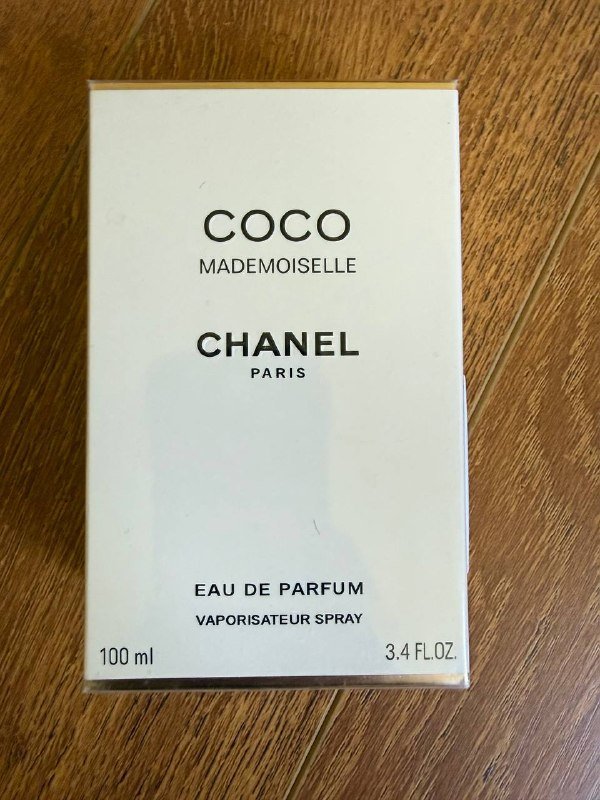 COCO
MADEMOISELLE
CHANEL
PARIS
EAU DE PARFUM
VAPORISATEUR SPRAY
100 ml 3.4 FL.OZ.